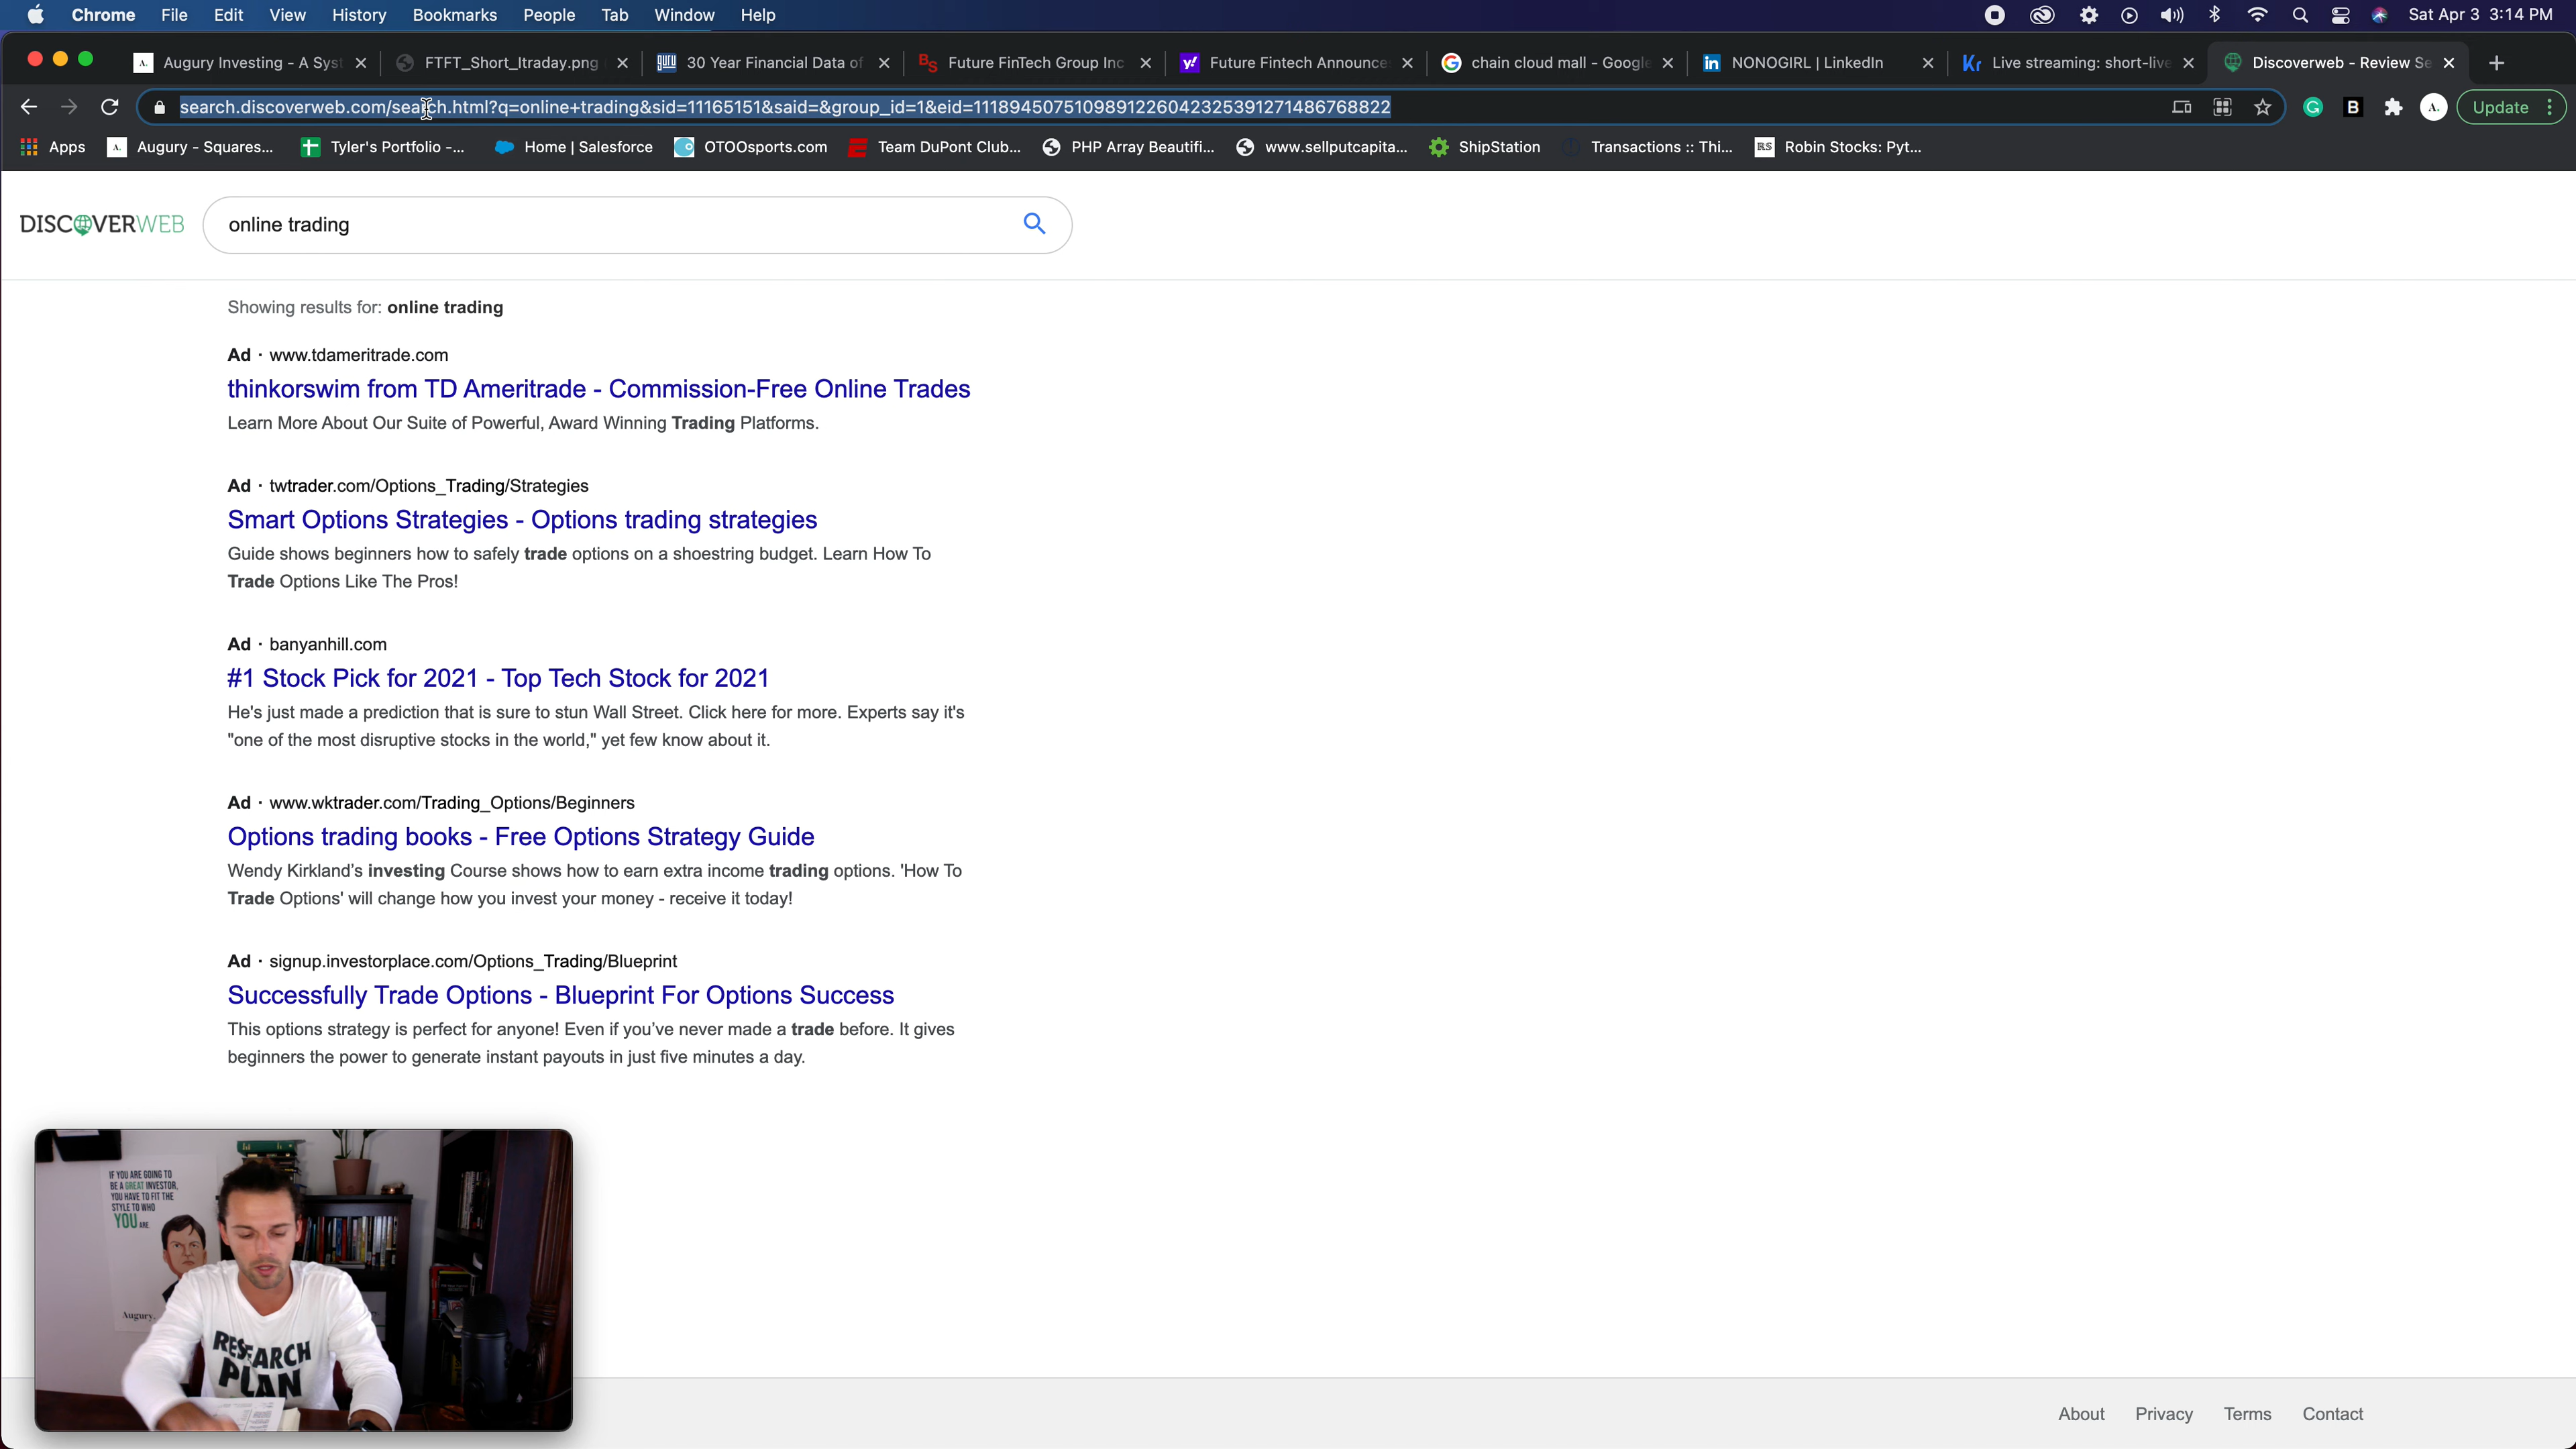 Chrome File Edit View History Bookmarks People Tab Window Help
Sat Apr 3 3:14 PM
Augury Investing - A Syst
FTFT_Short_Itraday.png
guru 30 Year Financial Data of
BS Future FinTech Group Inc
y! Future Fintech Announce
G chain cloud mall - Google
in NONOGIRL | LinkedIn
Kr Live streaming: short-live
Discoverweb - Review Se
search.discoverweb.com/search.html?q=online+trading&sid=11165151&said=&group_id=1&eid=11189450751098912260423253912714867688​22
G B A. Update
Apps
A. Augury - Squares...
Tyler's Portfolio -...
Home | Salesforce
OTOOsports.com
Team DuPont Club...
PHP Array Beautifi...
www.sellputcapita...
ShipStation
Transactions :: Thi...
RS Robin Stocks: Pyt...
DISCOVERWEB
online trading
Showing results for: online trading
Ad · www.tdameritrade.com
thinkorswim from TD Ameritrade - Commission-Free Online Trades
Learn More About Our Suite of Powerful, Award Winning Trading Platforms.
Ad · twtrader.com/Options_Trading/Strategies
Smart Options Strategies - Options trading strategies
Guide shows beginners how to safely trade options on a shoestring budget. Learn How To
Trade Options Like The Pros!
Ad · banyanhill.com
#1 Stock Pick for 2021 - Top Tech Stock for 2021
He's just made a prediction that is sure to stun Wall Street. Click here for more. Experts say it's
"one of the most disruptive stocks in the world," yet few know about it.
Ad · www.wktrader.com/Trading_Options/Beginners
Options trading books - Free Options Strategy Guide
Wendy Kirkland's investing Course shows how to earn extra income trading options. 'How To
Trade Options' will change how you invest your money - receive it today!
Ad · signup.investorplace.com/Options_Trading/Blueprint
Successfully Trade Options - Blueprint For Options Success
This options strategy is perfect for anyone! Even if you've never made a trade before. It gives
beginners the power to generate instant payouts in just five minutes a day.
IF YOU ARE GOING TO
BE A GREAT INVESTOR,
YOU HAVE TO FIT THE
STYLE TO WHO
YOU ARE.
Augury.
RESEARCH
PLAN
About Privacy Terms Contact